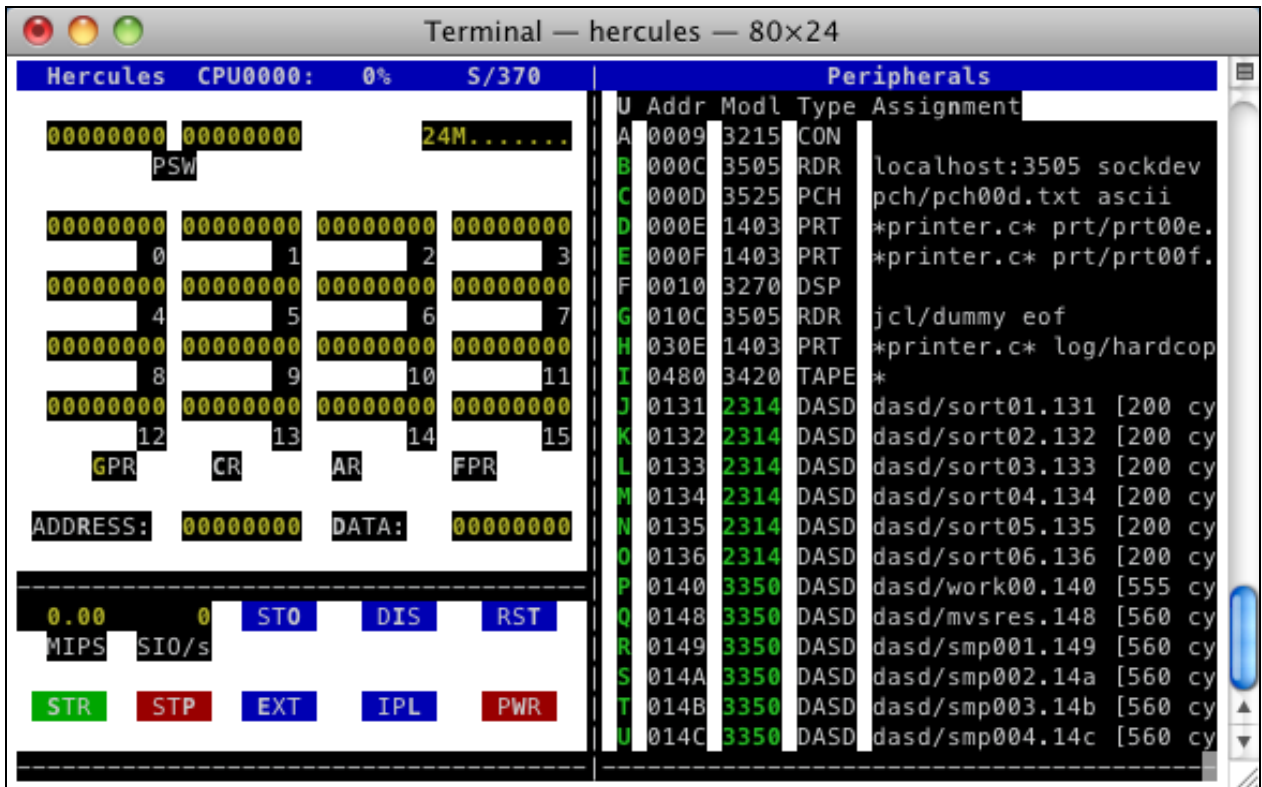 Terminal — hercules — 80×24
Hercules CPU0000: 0% S/370 | Peripherals
U Addr Modl Type Assignment
00000000 00000000 24M....... A 0009 3215 CON
PSW B 000C 3505 RDR localhost:3505 sockdev
C 000D 3525 PCH pch/pch00d.txt ascii
00000000 00000000 00000000 00000000 D 000E 1403 PRT *printer.c* prt/prt00e.
0 1 2 3 E 000F 1403 PRT *printer.c* prt/prt00f.
00000000 00000000 00000000 00000000 F 0010 3270 DSP
4 5 6 7 G 010C 3505 RDR jcl/dummy eof
00000000 00000000 00000000 00000000 H 030E 1403 PRT *printer.c* log/hardcop
8 9 10 11 I 0480 3420 TAPE *
00000000 00000000 00000000 00000000 J 0131 2314 DASD dasd/sort01.131 [200 cy
12 13 14 15 K 0132 2314 DASD dasd/sort02.132 [200 cy
GPR CR AR FPR L 0133 2314 DASD dasd/sort03.133 [200 cy
M 0134 2314 DASD dasd/sort04.134 [200 cy
ADDRESS: 00000000 DATA: 00000000 N 0135 2314 DASD dasd/sort05.135 [200 cy
O 0136 2314 DASD dasd/sort06.136 [200 cy
P 0140 3350 DASD dasd/work00.140 [555 cy
0.00 0 STO DIS RST Q 0148 3350 DASD dasd/mvsres.148 [560 cy
MIPS SIO/s R 0149 3350 DASD dasd/smp001.149 [560 cy
S 014A 3350 DASD dasd/smp002.14a [560 cy
STR STP EXT IPL PWR T 014B 3350 DASD dasd/smp003.14b [560 cy
U 014C 3350 DASD dasd/smp004.14c [560 cy